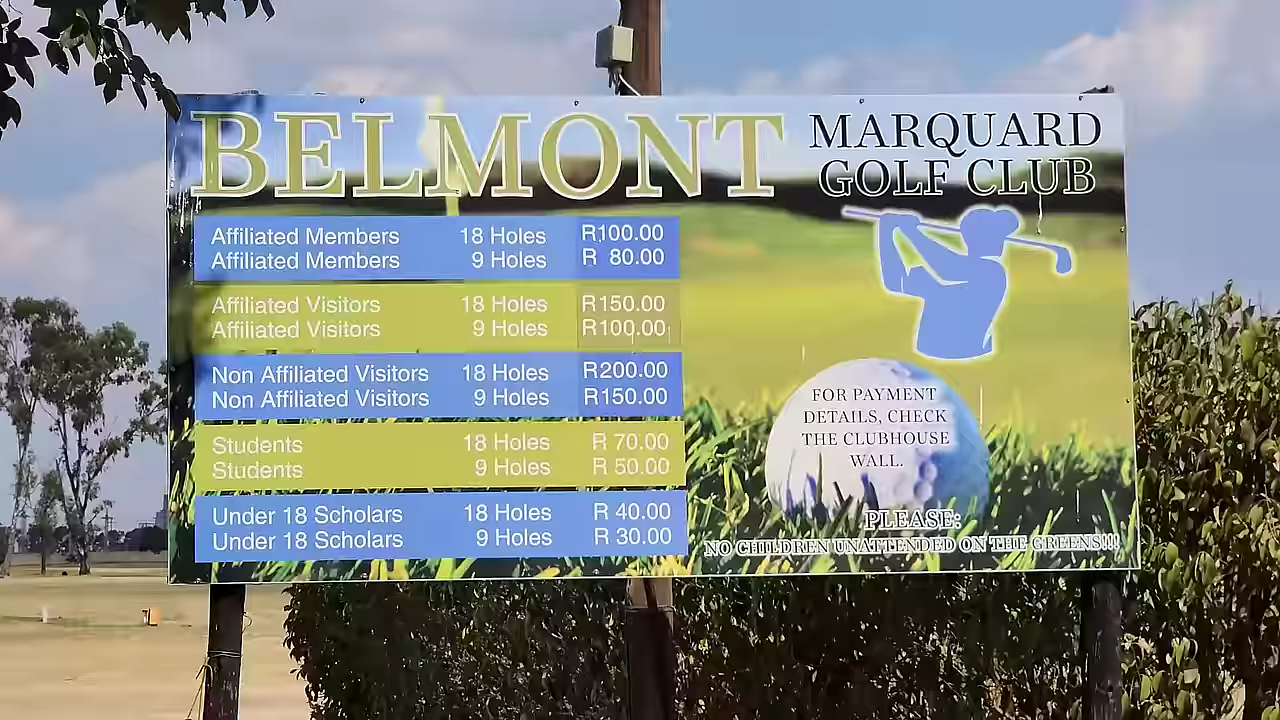 BELMONT
MARQUARD
GOLF CLUB
Affiliated Members 18 Holes R100.00
Affiliated Members 9 Holes R 80.00
Affiliated Visitors 18 Holes R150.00
Affiliated Visitors 9 Holes R100.00
Non Affiliated Visitors 18 Holes R200.00
Non Affiliated Visitors 9 Holes R150.00
Students 18 Holes R 70.00
Students 9 Holes R 50.00
Under 18 Scholars 18 Holes R 40.00
Under 18 Scholars 9 Holes R 30.00
FOR PAYMENT
DETAILS, CHECK
THE CLUBHOUSE
WALL.
PLEASE:
NO CHILDREN UNATTENDED ON THE GREENS!!!